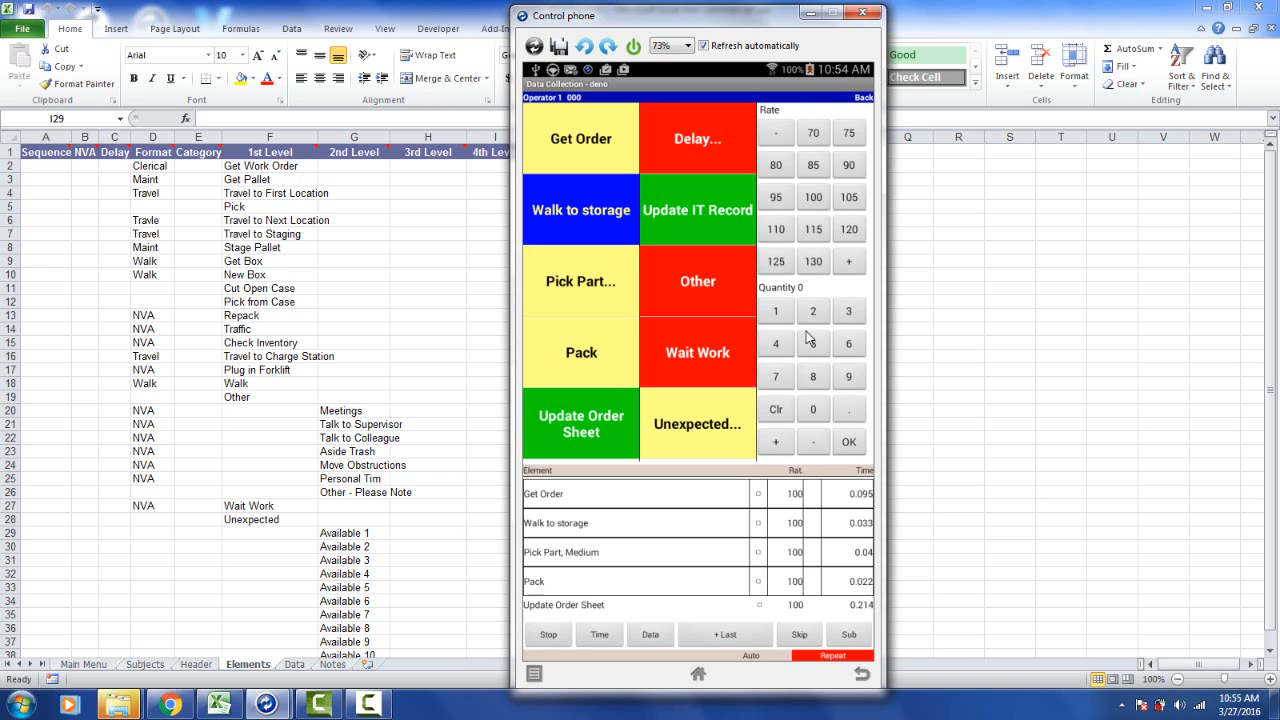 Control phone
File
Home
Insert
Page Layout
Cut
Copy
Format Painter
Paste
Clipboard
Arial
10
Font
Wrap Text
Merge & Center
Alignment
73%
Refresh automatically
Good
Check Cell
Insert
Delete
Format
Cells
AutoSum
Fill
Clear
Sort &
Filter
Find &
Select
Editing
I29
fx
100%
10:54 AM
Data Collection - deno
Operator 1 000
Back
Get Order
Delay...
Walk to storage
Update IT Record
Pick Part...
Other
Pack
Wait Work
Update Order
Sheet
Unexpected...
Rate
- 70 75
80 85 90
95 100 105
110 115 120
125 130 +
Quantity 0
1 2 3
4 5 6
7 8 9
Clr 0 .
+ - OK
Element Rat. Time
Get Order 100 0.095
Walk to storage 100 0.033
Pick Part, Medium 100 0.04
Pack 100 0.022
Update Order Sheet 100 0.214
Stop Time Data + Last Skip Sub
Auto Repeat
A B C D E F G H I O P Q R S T U V W
1 Sequence NVA Delay Format Category 1st Level 2nd Level 3rd Level 4th Lev
2 Clerical Get Work Order
3 Maint Get Pallet
4 Travel Travel to First Location
5 Pick
6 Travle Travel to Next Location
7 Travel Travel to Staging
8 Maint Stage Pallet
9 Walk Get Box
10 Walk New Box
11 Cut Open Case
12 Pick from Case
13 NVA Repack
14 NVA Traffic
15 NVA Check Inventory
16 Travel Travel to Charge Station
17 NVA Plug in Forklift
18 Walk Walk
19 Other
20 NVA Meetings
21 NVA Talk to Supervisor
22 NVA Talk to Colleague
23 NVA Aside Trash
24 NVA Move Obstructions
25 NVA Personal Tim
26 Other - Please Note
27 NVA Wait Work
28 Unexpected
29 Available 1
30 Available 2
31 Available 3
32 Available 4
33 Available 5
34 Available 6
35 Available 7
36 Available 8
37 Available 9
38 Available 10
Main Menu
Header
Elements
Data
Notes
Ready
100%
10:55 AM
3/27/2016